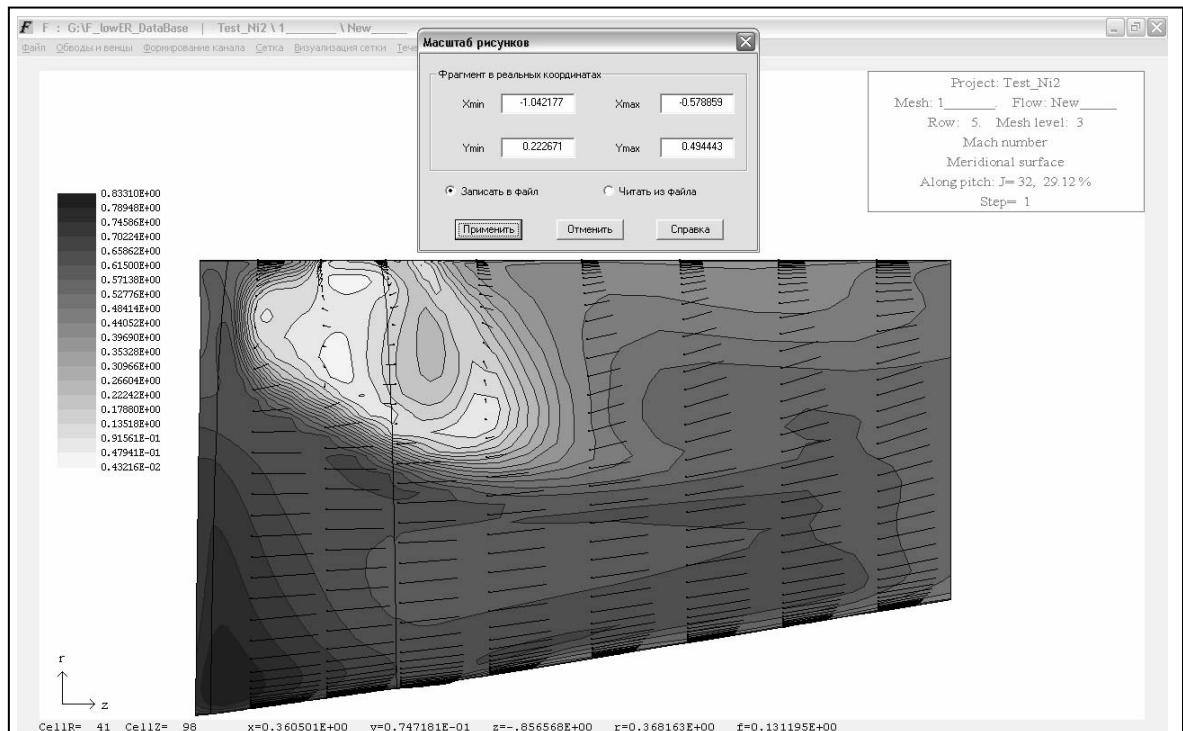 F F : G:\F_lowER_DataBase | Test_Ni2 \ 1_______ \ New_____
Файл Обводы и венцы Формирование канала Сетка Визуализация сетки
Масштаб рисунков
Фрагмент в реальных координатах
Xmin -1.042177 Xmax -0.578859
Ymin 0.222671 Ymax 0.494443
Записать в файл Читать из файла
Применить Отменить Справка
Project: Test_Ni2
Mesh: 1_______. Flow: New_____
Row: 5. Mesh level: 3
Mach number
Meridional surface
Along pitch: J= 32, 29.12 %
Step= 1
0.83310E+00
0.78948E+00
0.74586E+00
0.70224E+00
0.65862E+00
0.61500E+00
0.57138E+00
0.52776E+00
0.48414E+00
0.44052E+00
0.39690E+00
0.35328E+00
0.30966E+00
0.26604E+00
0.22242E+00
0.17880E+00
0.13518E+00
0.91561E-01
0.47941E-01
0.43216E-02
r
z
CellR= 41 CellZ= 98 x=0.360501E+00 y=0.747181E-01 z=-.856568E+00 r=0.368163E+00 f=0.131195E+00